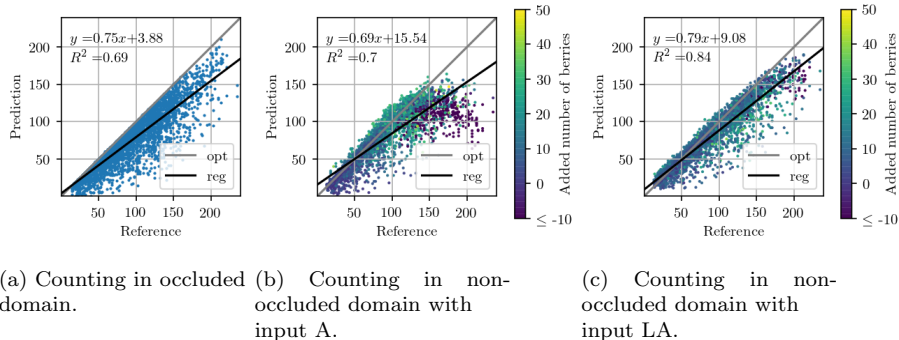 y =0.75x+3.88
R² =0.69
200
150
100
50
Prediction
50 100 150 200
Reference
opt
reg
y =0.69x+15.54
R² =0.7
200
150
100
50
Prediction
50 100 150 200
Reference
opt
reg
50
40
30
20
10
0
≤ -10
Added number of berries
y =0.79x+9.08
R² =0.84
200
150
100
50
Prediction
50 100 150 200
Reference
opt
reg
50
40
30
20
10
0
≤ -10
Added number of berries
(a) Counting in occluded
domain.
(b) Counting in non-
occluded domain with
input A.
(c) Counting in non-
occluded domain with
input LA.